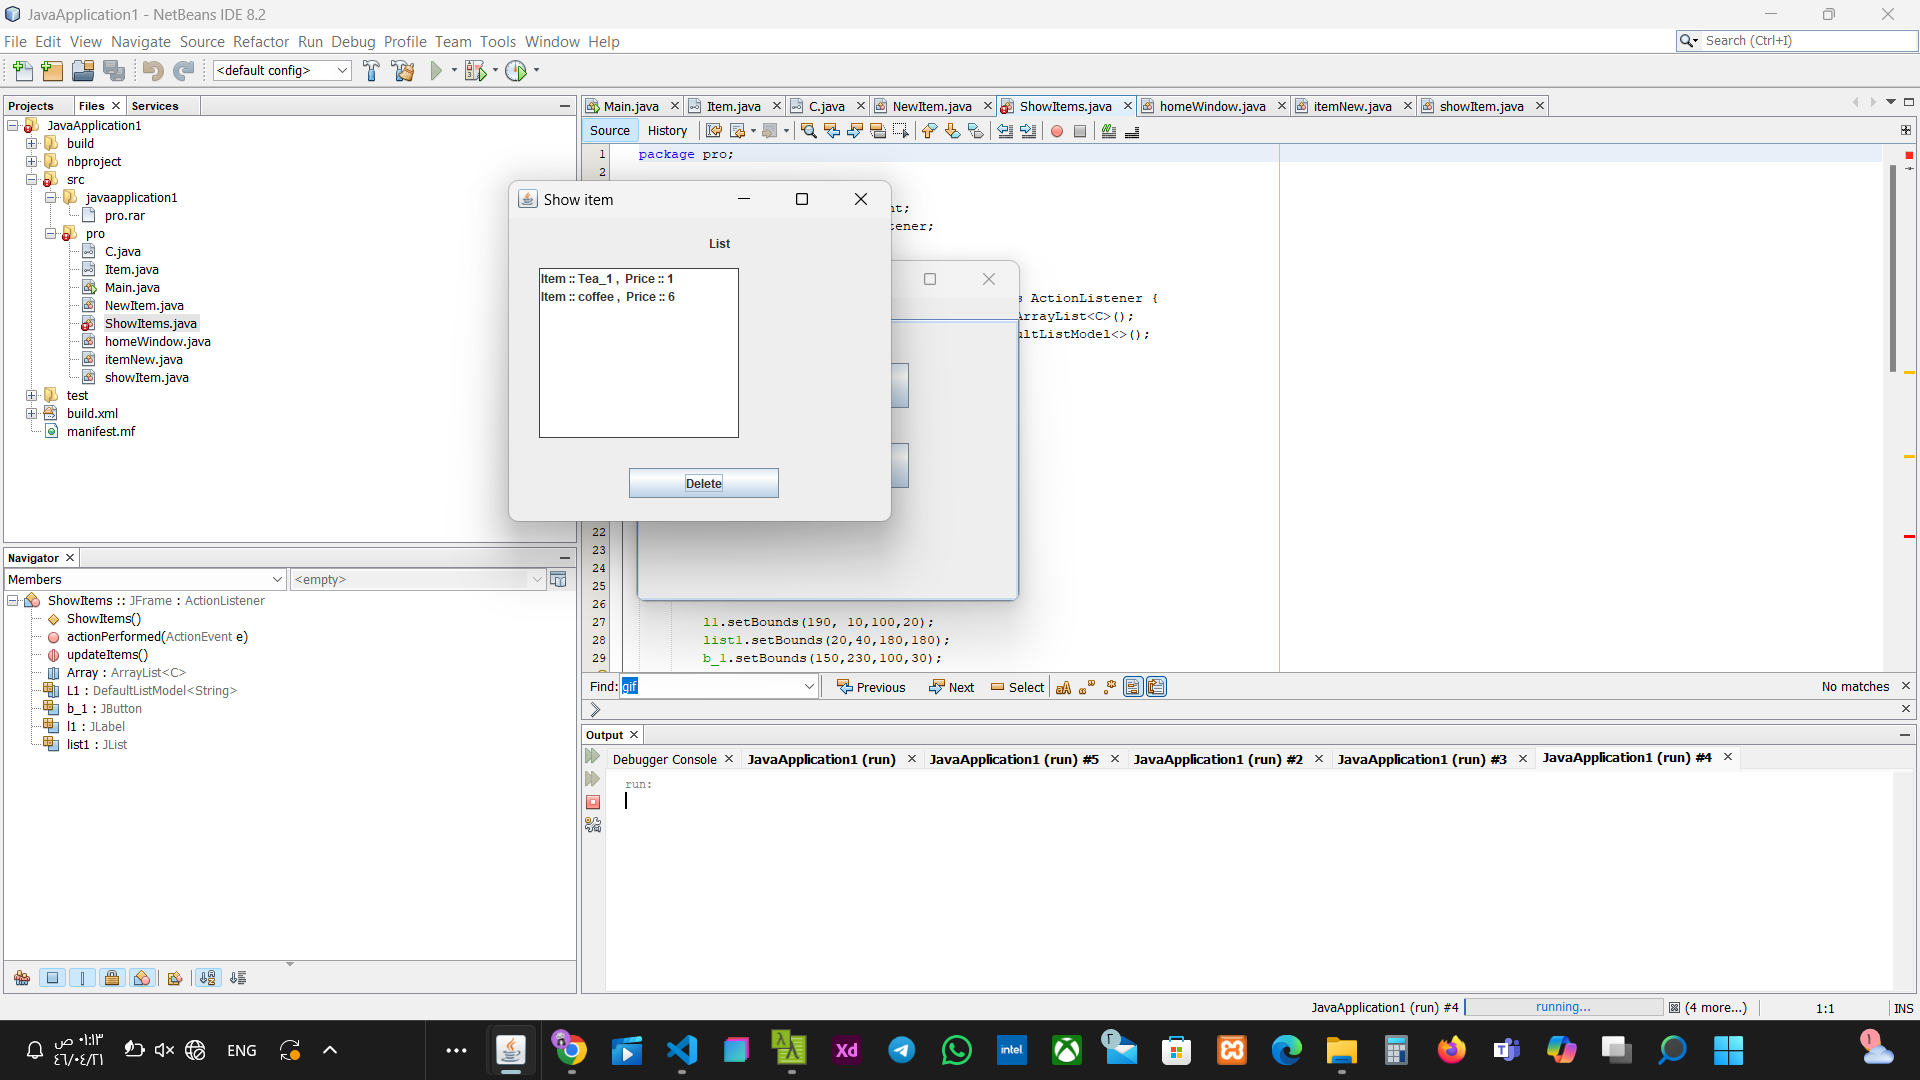 JavaApplication1 - NetBeans IDE 8.2
File Edit View Navigate Source Refactor Run Debug Profile Team Tools Window Help
Search (Ctrl+I)
<default config>
Projects Files Services
JavaApplication1
build
nbproject
src
javaapplication1
pro.rar
pro
C.java
Item.java
Main.java
NewItem.java
ShowItems.java
homeWindow.java
itemNew.java
showItem.java
test
build.xml
manifest.mf
Main.java Item.java C.java NewItem.java ShowItems.java homeWindow.java itemNew.java showItem.java
Source History
1 package pro;
2
nt;
tener;
s ActionListener {
ArrayList<C>();
ultListModel<>();
Show item
List
Item :: Tea_1 , Price :: 1
Item :: coffee , Price :: 6
Delete
22
23
24
25
26
27 l1.setBounds(190, 10,100,20);
28 list1.setBounds(20,40,180,180);
29 b_1.setBounds(150,230,100,30);
Find: gif Previous Next Select aA No matches
Navigator
Members <empty>
ShowItems :: JFrame : ActionListener
ShowItems()
actionPerformed(ActionEvent e)
updateItems()
Array : ArrayList<C>
L1 : DefaultListModel<String>
b_1 : JButton
l1 : JLabel
list1 : JList
Output
Debugger Console JavaApplication1 (run) JavaApplication1 (run) #5 JavaApplication1 (run) #2 JavaApplication1 (run) #3 JavaApplication1 (run) #4
run:
JavaApplication1 (run) #4 running... (4 more...) 1:1 INS
٠١:١٣ ص
٤٦/٠٤/٢١
ENG
Xd
intel
1